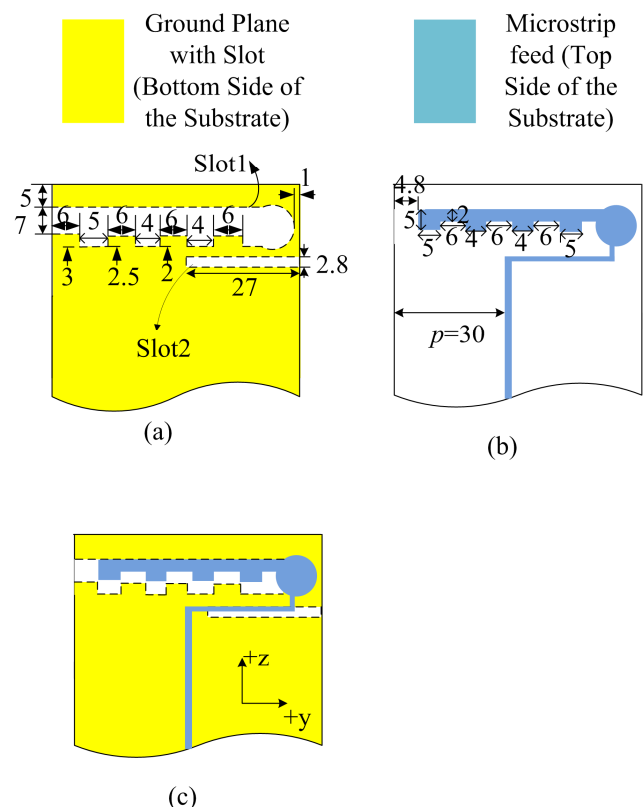 Ground Plane
with Slot
(Bottom Side of
the Substrate)
Microstrip
feed (Top
Side of the
Substrate)
Slot1
1
5
7
6
5
6
4
6
4
6
3
2.5
2
2.8
27
Slot2
(a)
4.8
5
2
5
6
4
6
4
6
5
p=30
(b)
+z
+y
(c)